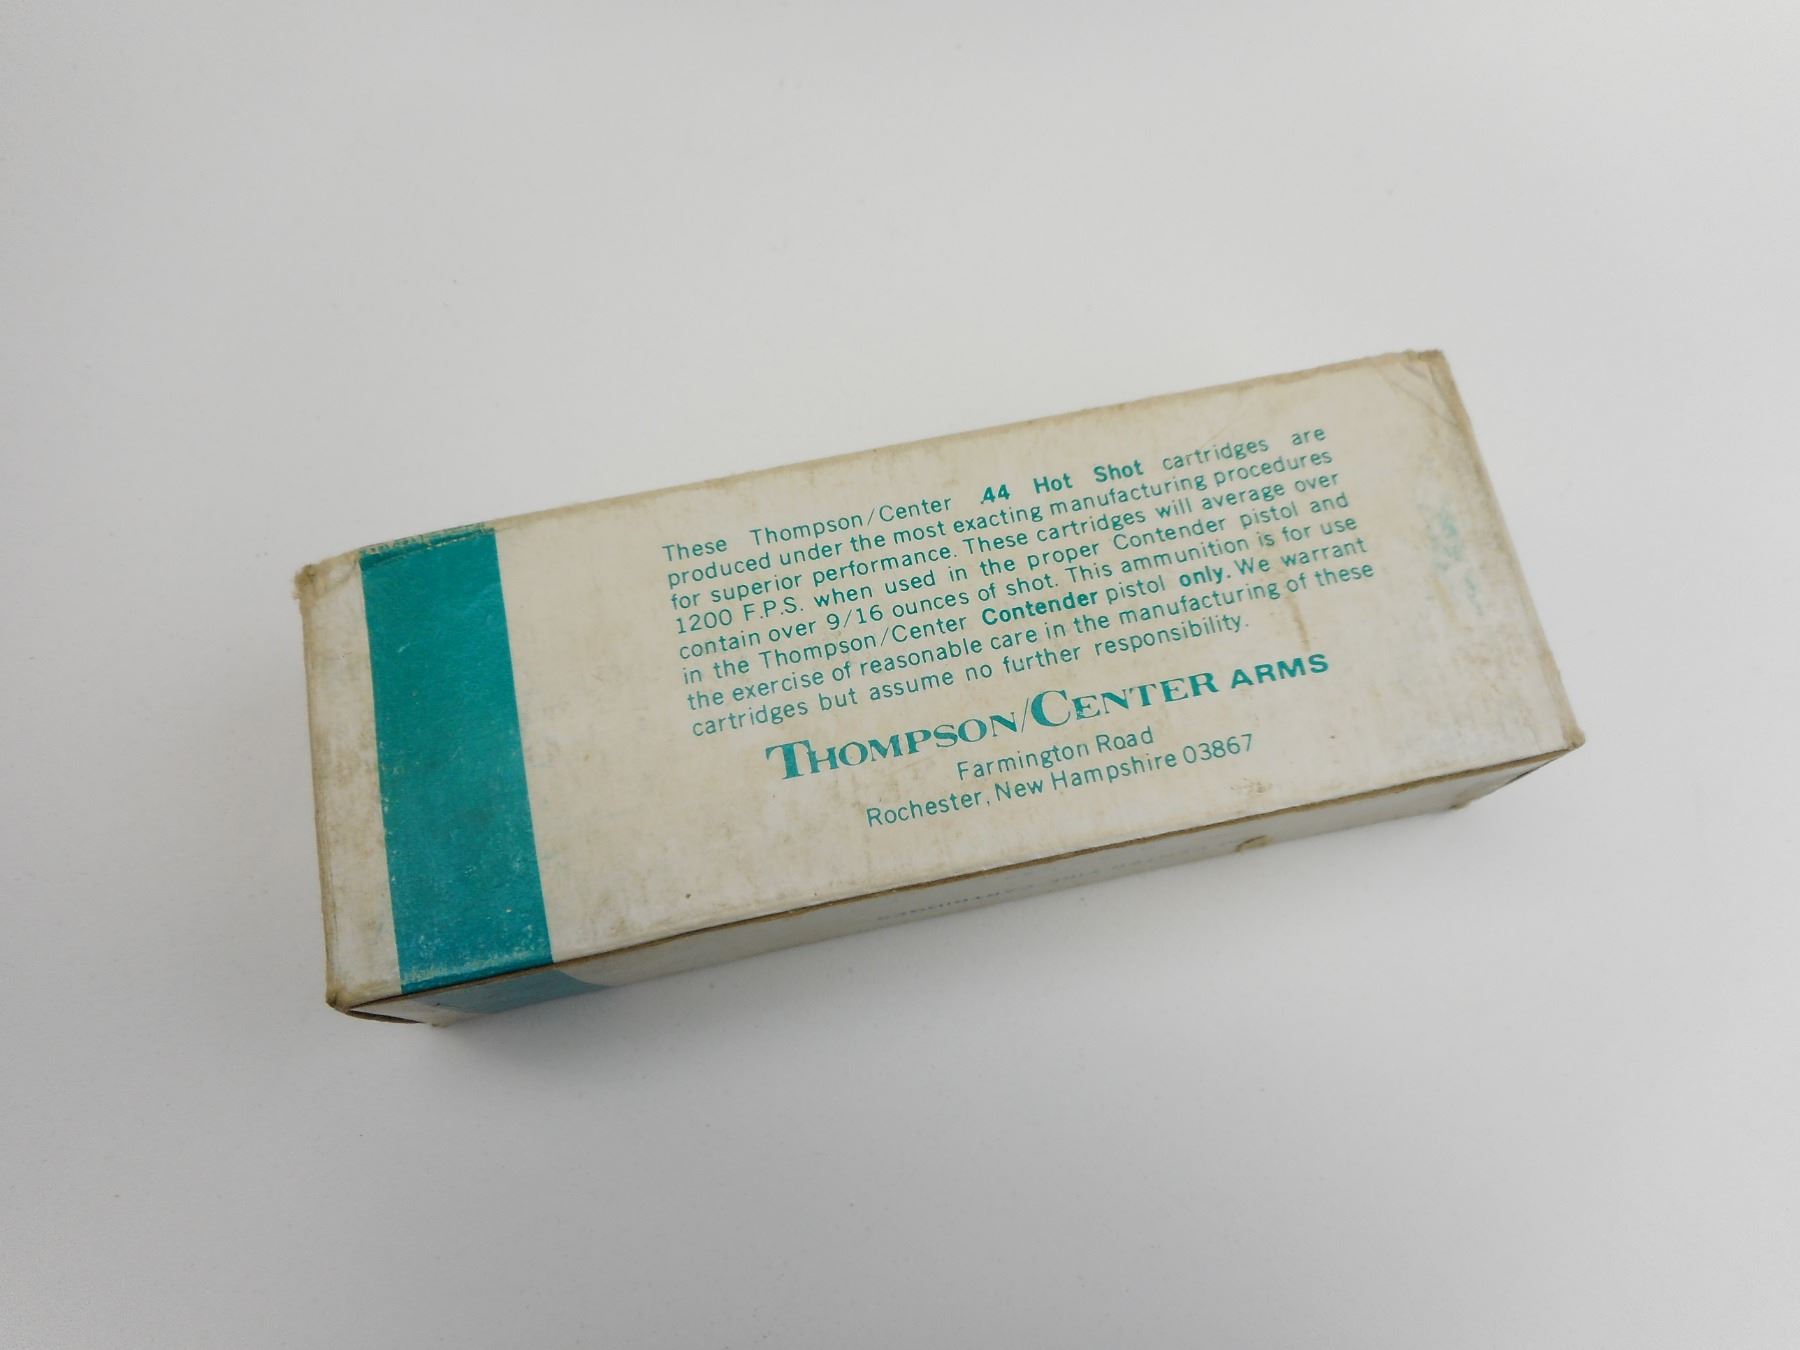 These Thompson/Center .44 Hot Shot cartridges are
produced under the most exacting manufacturing procedures
for superior performance. These cartridges will average over
1200 F.P.S. when used in the proper Contender pistol and
contain over 9/16 ounces of shot. This ammunition is for use
in the Thompson/Center Contender pistol only. We warrant
the exercise of reasonable care in the manufacturing of these
cartridges but assume no further responsibility.
THOMPSON/CENTER ARMS
Farmington Road
Rochester, New Hampshire 03867
CENTER FIRE CARTRIDGES